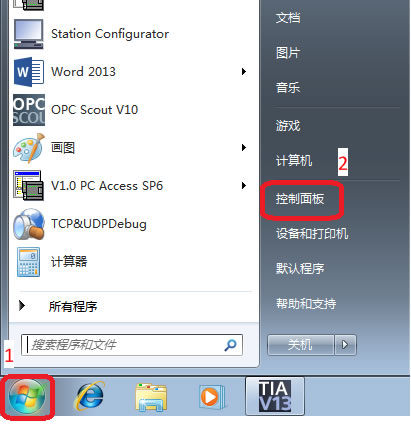 Station Configurator
Word 2013
OPC Scout V10
画图
V1.0 PC Access SP6
TCP&UDPDebug
计算器
所有程序
搜索程序和文件
文档
图片
音乐
游戏
计算机
2
控制面板
设备和打印机
默认程序
帮助和支持
关机
1
OPC
SCOUT
TIA
V13